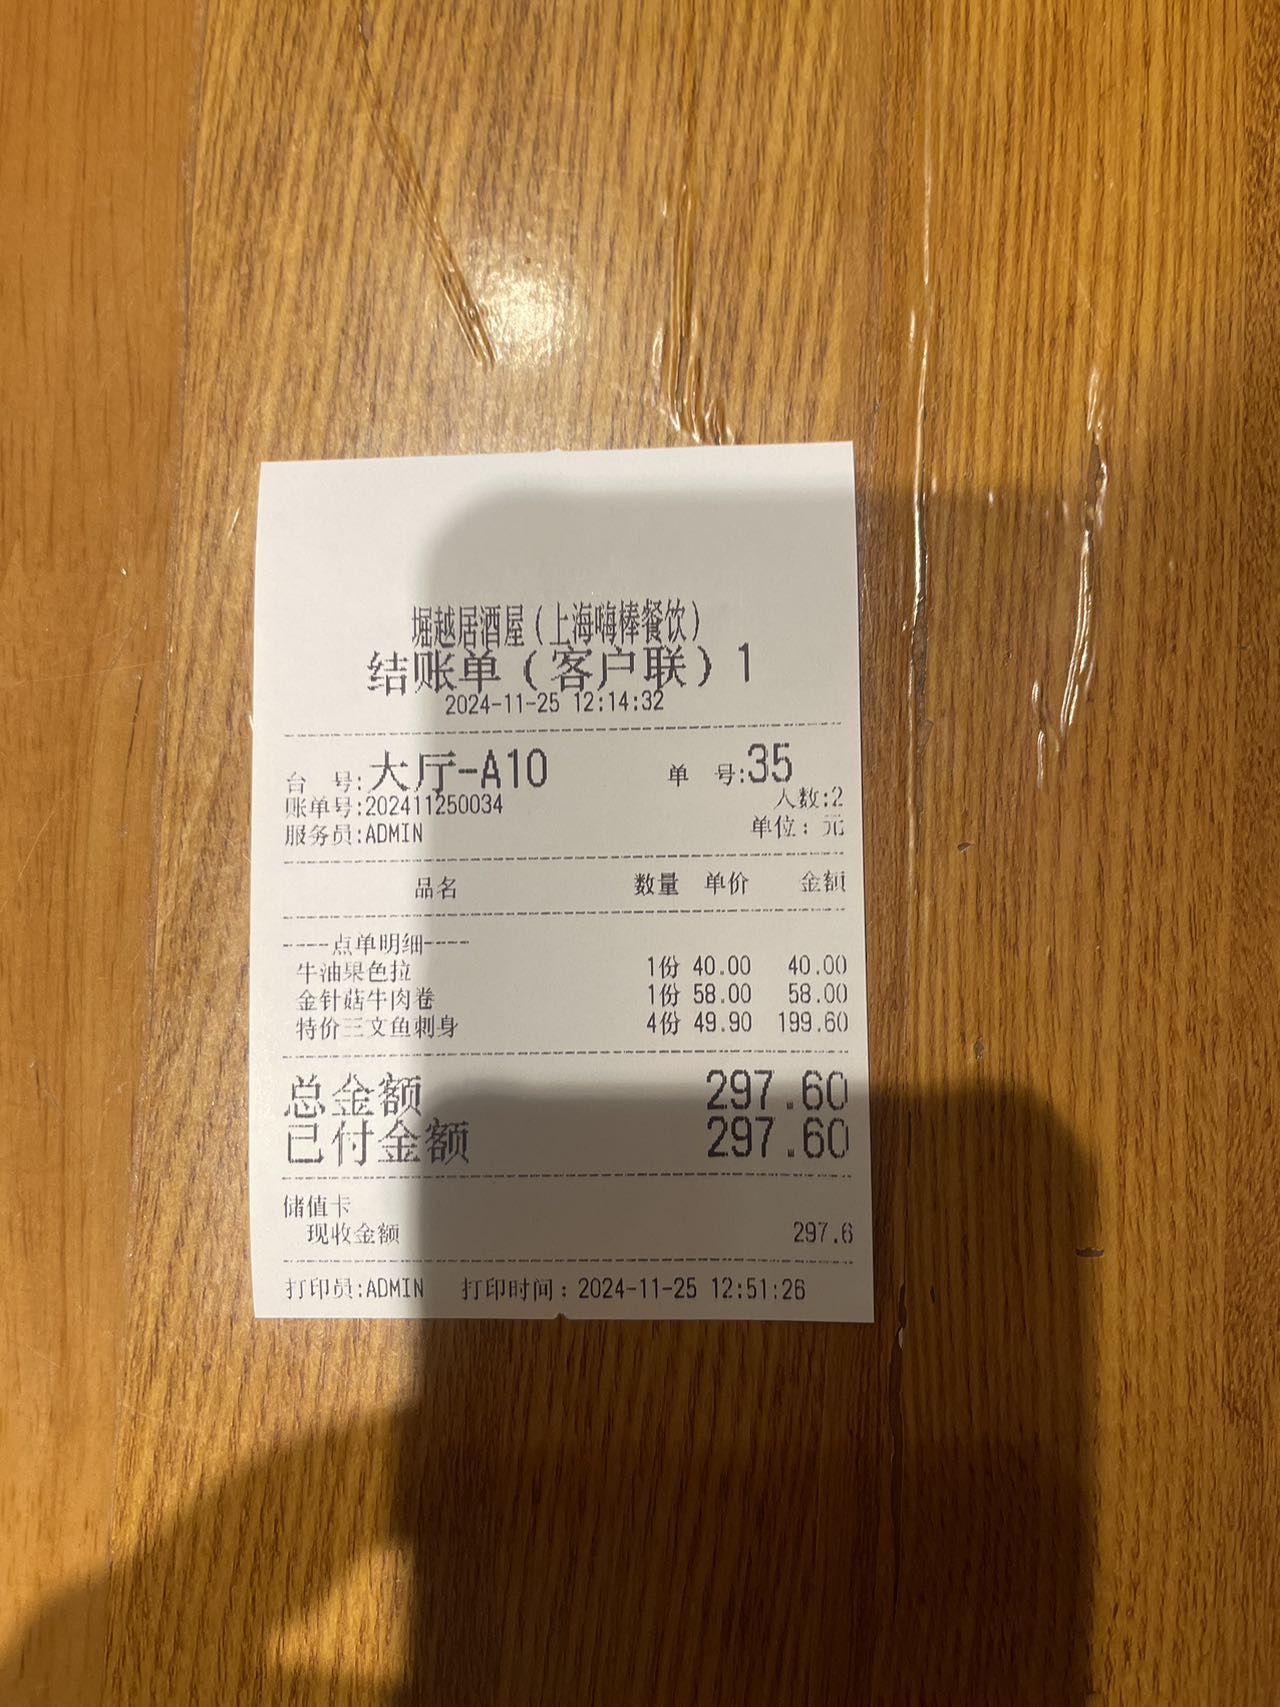 堀越居酒屋(上海嗨棒餐饮)
结账单(客户联)1
2024-11-25 12:14:32
台 号:大厅-A10 单 号:35
账单号:202411250034 人数:2
服务员:ADMIN 单位: 元
品名 数量 单价 金额
----点单明细----
牛油果色拉 1份 40.00 40.00
金针菇牛肉卷 1份 58.00 58.00
特价三文鱼刺身 4份 49.90 199.60
总金额 297.60
已付金额 297.60
储值卡
现收金额 297.6
打印员:ADMIN 打印时间: 2024-11-25 12:51:26